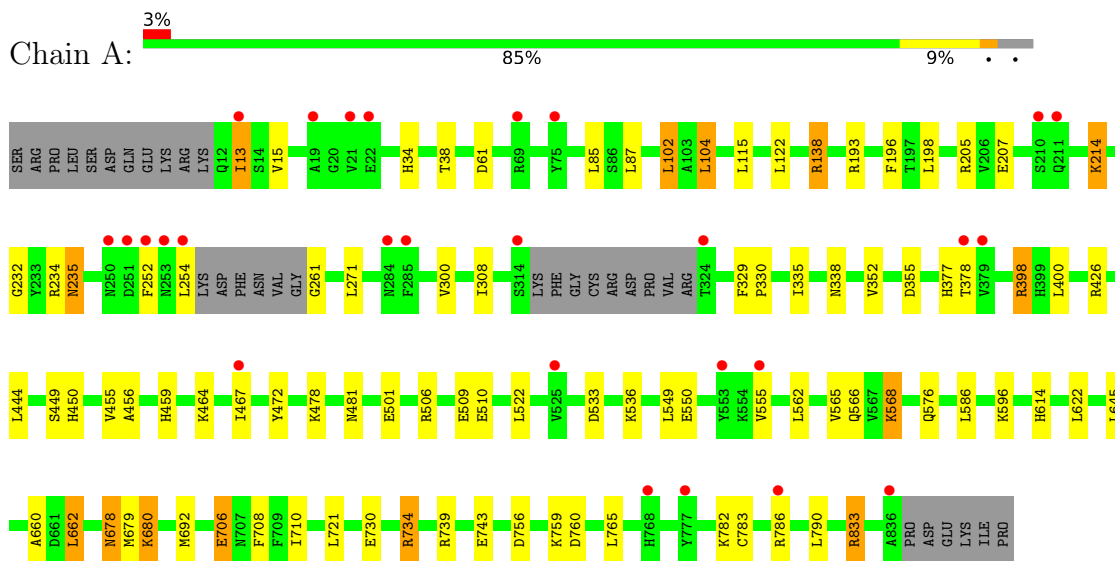 3%
Chain A:
85% 9% • •
SER ARG PRO LEU SER ASP GLN GLU LYS ARG LYS Q12 I13 S14 V15 A19 G20 V21 E22 H34 T38 D61 R69 Y75 L85 S86 L87 L102 A103 L104 L115 L122 R138 R193 F196 T197 L198 R205 V206 E207 S210 Q211 K214
G232 Y233 R234 N235 N250 D251 F252 N253 L254 LYS ASP PHE ASN VAL GLY G261 L271 N284 F285 V300 I308 S314 LYS PHE GLY CYS ARG ASP PRO VAL ARG T324 F329 P330 I335 N338 V352 D355 H377 T378 V379 R398 H399 L400 R426
L444 S449 H450 V455 A456 H459 K464 I467 Y472 K478 N481 E501 R506 E509 E510 L522 V525 D533 K536 L549 E550 Y553 K554 V555 L562 V565 Q566 V567 K568 Q576 L586 K596 H614 L622 L645
A660 D661 L662 N678 M679 K680 M692 E706 N707 F708 F709 I710 L721 E730 R734 R739 E743 D756 K759 D760 L765 H768 Y777 K782 C783 R786 L790 R833 A836 PRO ASP GLU LYS ILE PRO